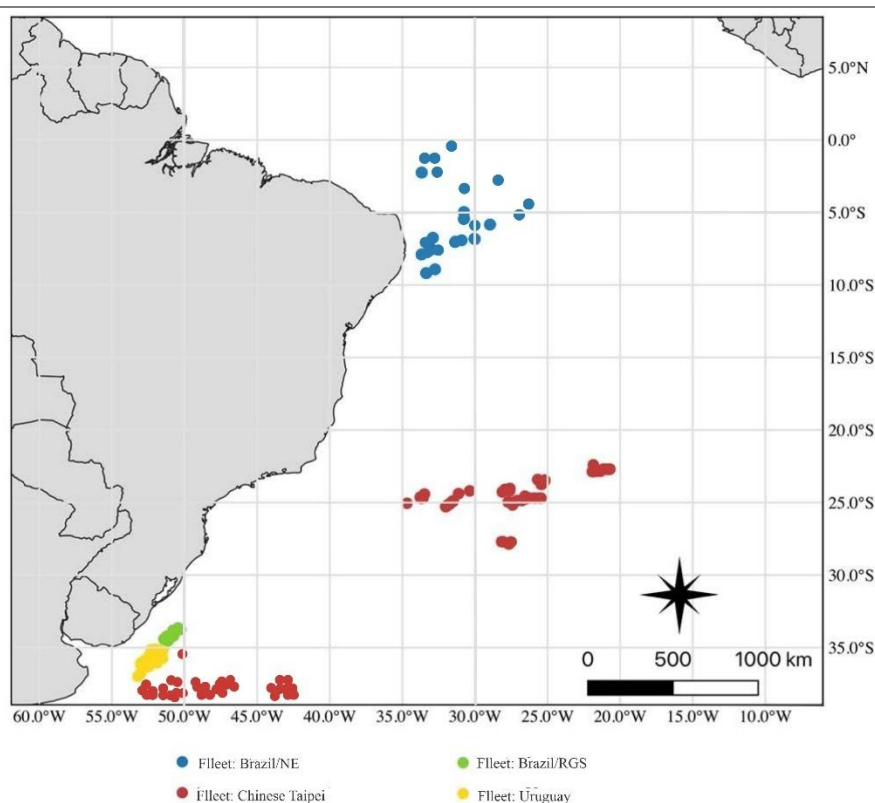 5.0°N
0.0°
5.0°S
10.0°S
15.0°S
20.0°S
25.0°S
30.0°S
35.0°S
0 500 1000 km
60.0°W 55.0°W 50.0°W 45.0°W 40.0°W 35.0°W 30.0°W 25.0°W 20.0°W 15.0°W 10.0°W
Flleet: Brazil/NE Flleet: Brazil/RGS
Flleet: Chinese Taipei Flleet: Uruguay